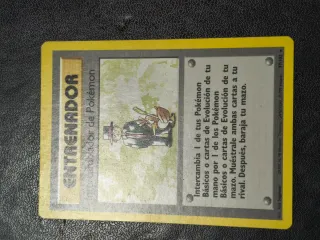 ENTRENADOR
de Pokémon
Intercambia 1 de tus Pokémon
Básicos o cartas de Evolución de tu
mano por 1 de los Pokémon
Básicos o cartas de Evolución de tu
mazo. Muéstrale ambas cartas a tu
rival. Después, baraja tu mazo.